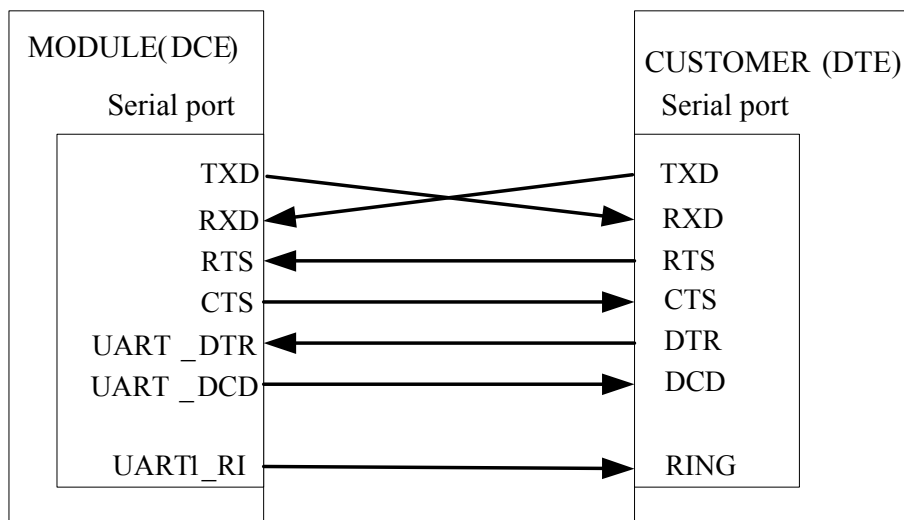 MODULE(DCE)
Serial port
TXD
RXD
RTS
CTS
UART _DTR
UART _DCD
UART1_RI
CUSTOMER (DTE)
Serial port
TXD
RXD
RTS
CTS
DTR
DCD
RING